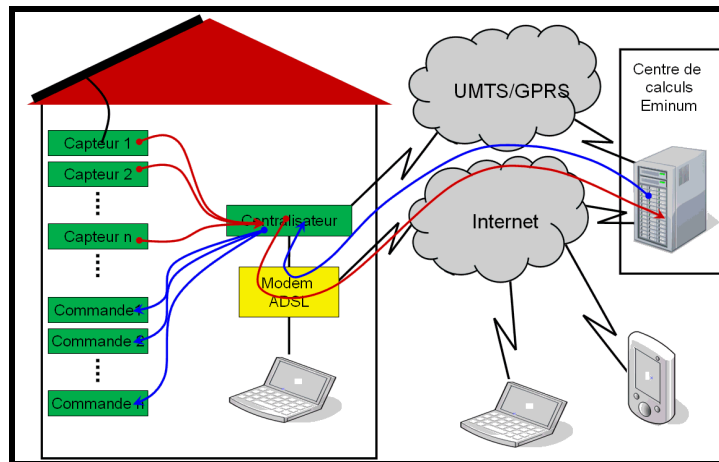 Capteur 1
Capteur 2
Capteur n
Commande 1
Commande 2
Commande n
Centralisateur
Modem
ADSL
UMTS/GPRS
Internet
Centre de
calculs
Eminum